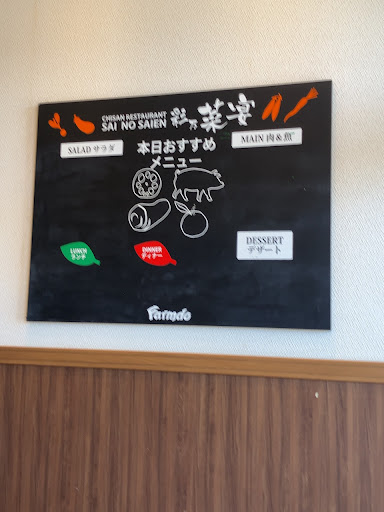 CHISAN RESTAURANT
SAI NO SAIEN 彩乃菜宴
SALAD サラダ
本日おすすめ
メニュー
MAIN 肉&魚
LUNCH
ランチ
DINNER
ディナー
DESSERT
デザート
Farmdo